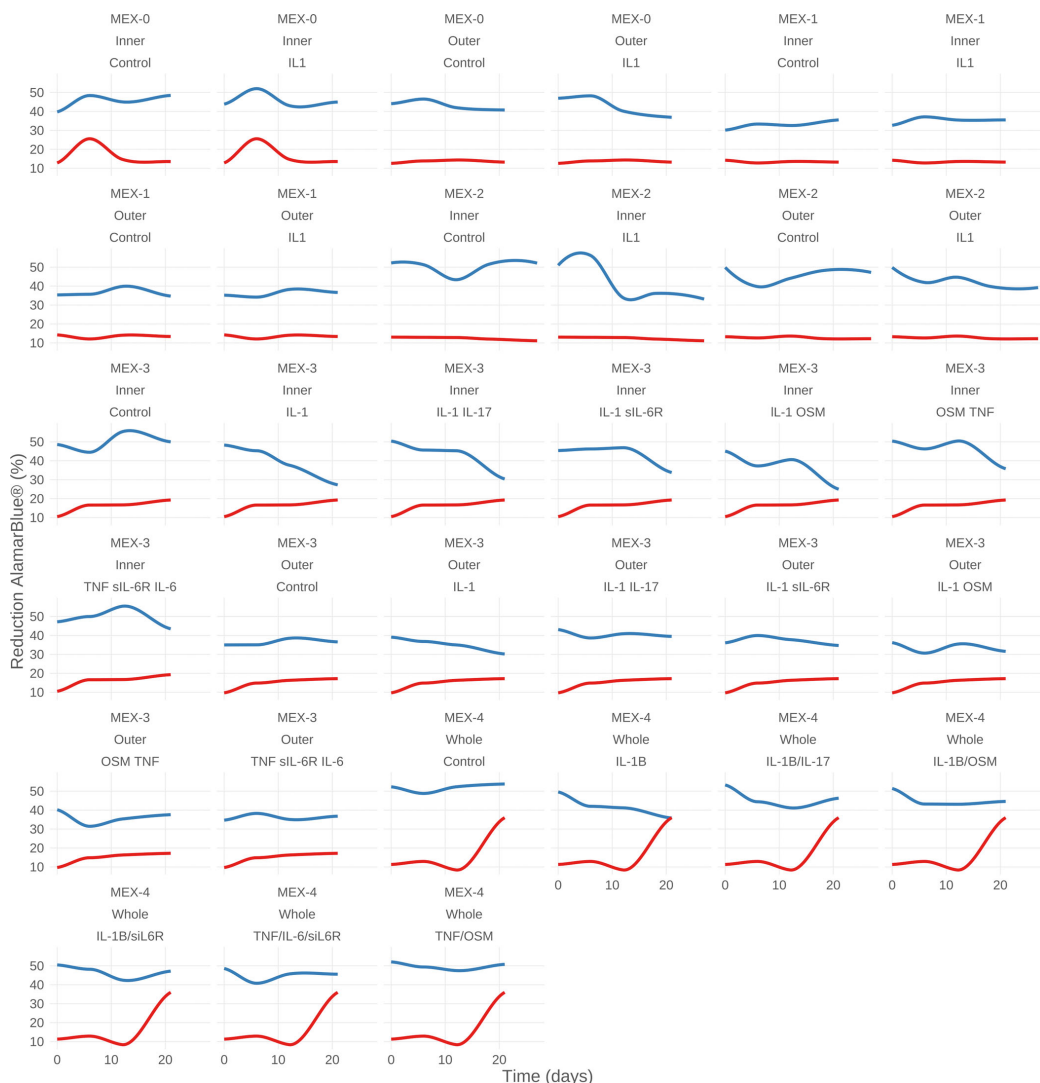 MEX-0 MEX-0 MEX-0 MEX-0 MEX-1 MEX-1
Inner Inner Outer Outer Inner Inner
Control IL1 Control IL1 Control IL1
50
40
30
20
10
MEX-1 MEX-1 MEX-2 MEX-2 MEX-2 MEX-2
Outer Outer Inner Inner Outer Outer
Control IL1 Control IL1 Control IL1
50
40
30
20
10
MEX-3 MEX-3 MEX-3 MEX-3 MEX-3 MEX-3
Inner Inner Inner Inner Inner Inner
Control IL-1 IL-1 IL-17 IL-1 sIL-6R IL-1 OSM OSM TNF
50
40
30
20
10
Reduction AlamarBlue® (%)
MEX-3 MEX-3 MEX-3 MEX-3 MEX-3 MEX-3
Inner Outer Outer Outer Outer Outer
TNF sIL-6R IL-6 Control IL-1 IL-1 IL-17 IL-1 sIL-6R IL-1 OSM
50
40
30
20
10
MEX-3 MEX-3 MEX-4 MEX-4 MEX-4 MEX-4
Outer Outer Whole Whole Whole Whole
OSM TNF TNF sIL-6R IL-6 Control IL-1B IL-1B/IL-17 IL-1B/OSM
50
40
30
20
10
0 20 0 20 0 20
MEX-4 MEX-4 MEX-4
Whole Whole Whole
IL-1B/siL6R TNF/IL-6/siL6R TNF/OSM
50
40
30
20
10
0 20 0 20 0 20
Time (days)